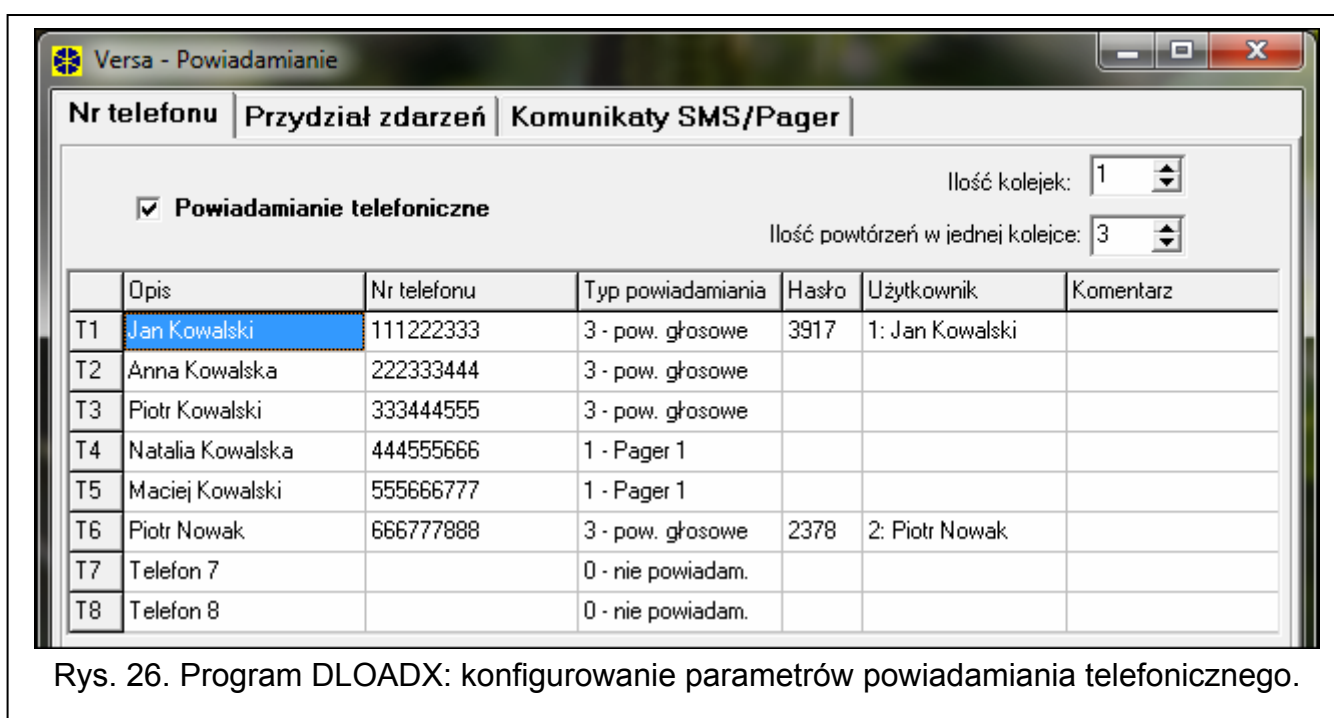 Versa - Powiadamianie
Nr telefonu Przydział zdarzeń Komunikaty SMS/Pager
Ilość kolejek: 1
Powiadamianie telefoniczne
Ilość powtórzeń w jednej kolejce: 3
Opis Nr telefonu Typ powiadamiania Hasło Użytkownik Komentarz
T1 Jan Kowalski 111222333 3 - pow. głosowe 3917 1: Jan Kowalski
T2 Anna Kowalska 222333444 3 - pow. głosowe
T3 Piotr Kowalski 333444555 3 - pow. głosowe
T4 Natalia Kowalska 444555666 1 - Pager 1
T5 Maciej Kowalski 555666777 1 - Pager 1
T6 Piotr Nowak 666777888 3 - pow. głosowe 2378 2: Piotr Nowak
T7 Telefon 7 0 - nie powiadam.
T8 Telefon 8 0 - nie powiadam.
Rys. 26. Program DLOADX: konfigurowanie parametrów powiadamiania telefonicznego.